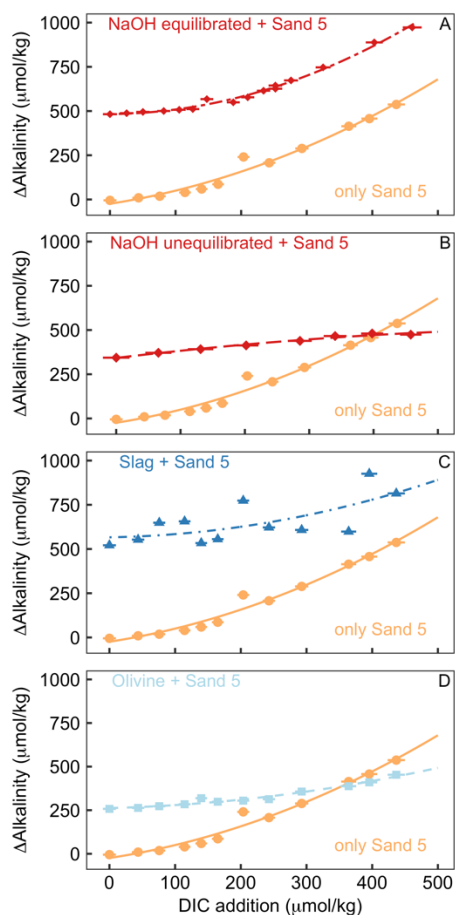 NaOH equilibrated + Sand 5
A
1000
750
500
250
0
only Sand 5
ΔAlkalinity (μmol/kg)
NaOH unequilibrated + Sand 5
B
1000
750
500
250
0
only Sand 5
ΔAlkalinity (μmol/kg)
Slag + Sand 5
C
1000
750
500
250
0
only Sand 5
ΔAlkalinity (μmol/kg)
Olivine + Sand 5
D
1000
750
500
250
0
only Sand 5
ΔAlkalinity (μmol/kg)
0 100 200 300 400 500
DIC addition (μmol/kg)